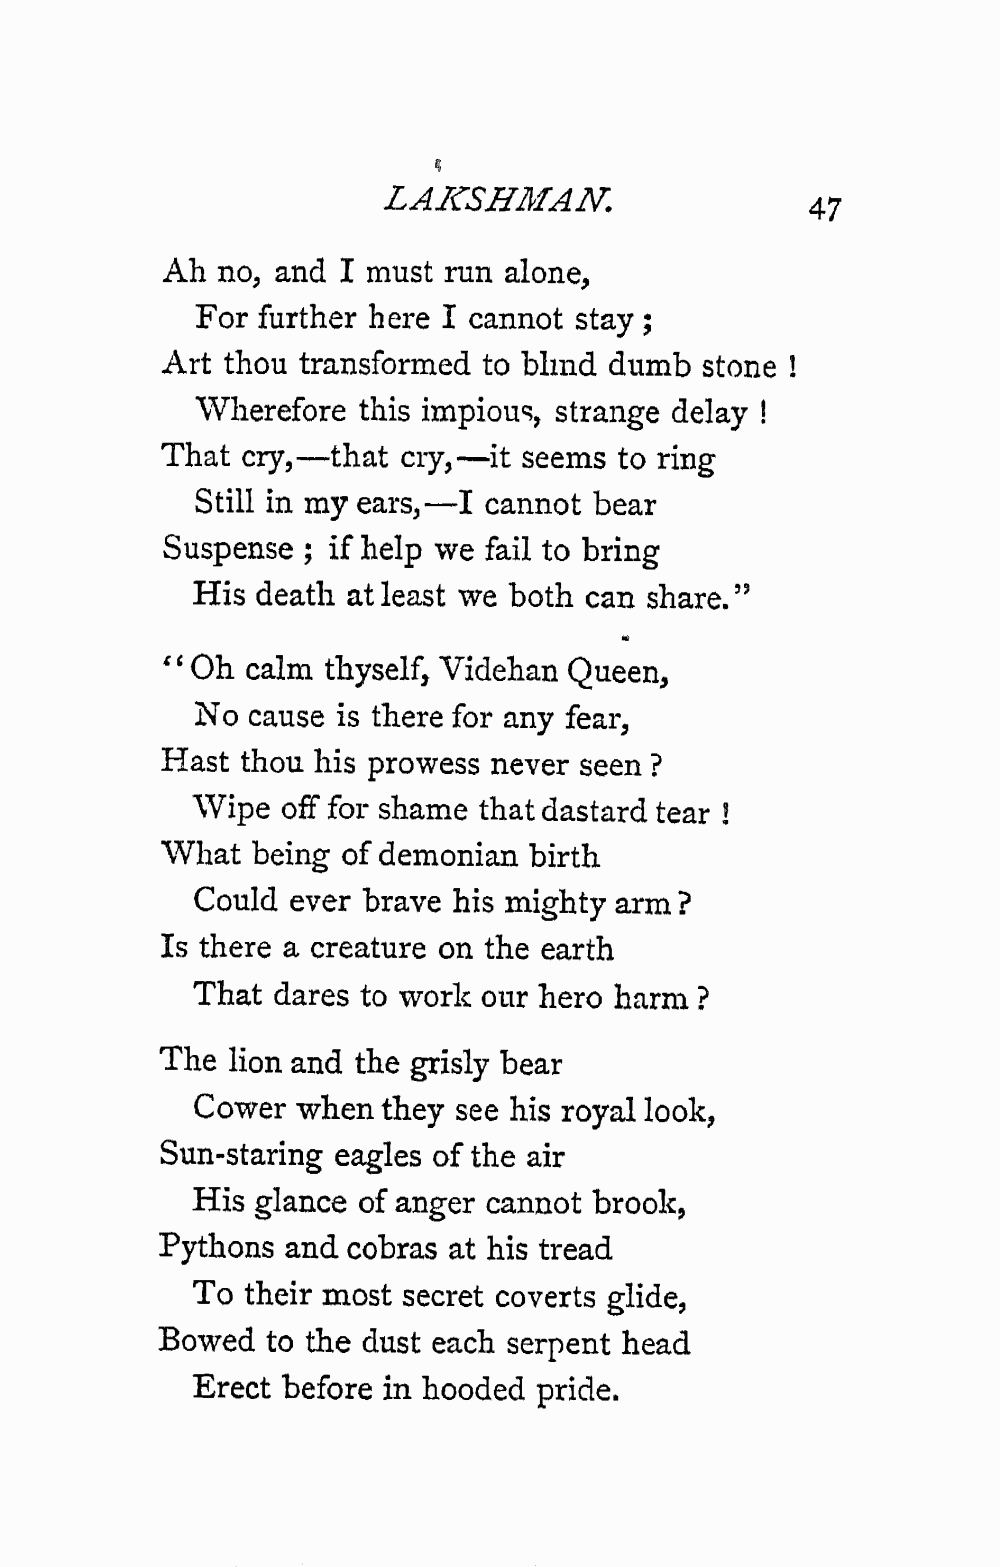 LAKSHMAN. 47
Ah no, and I must run alone,
For further here I cannot stay ;
Art thou transformed to blind dumb stone !
Wherefore this impious, strange delay !
That cry,—that cry,—it seems to ring
Still in my ears,—I cannot bear
Suspense ; if help we fail to bring
His death at least we both can share.”
“Oh calm thyself, Videhan Queen,
No cause is there for any fear,
Hast thou his prowess never seen ?
Wipe off for shame that dastard tear !
What being of demonian birth
Could ever brave his mighty arm ?
Is there a creature on the earth
That dares to work our hero harm ?
The lion and the grisly bear
Cower when they see his royal look,
Sun-staring eagles of the air
His glance of anger cannot brook,
Pythons and cobras at his tread
To their most secret coverts glide,
Bowed to the dust each serpent head
Erect before in hooded pride.